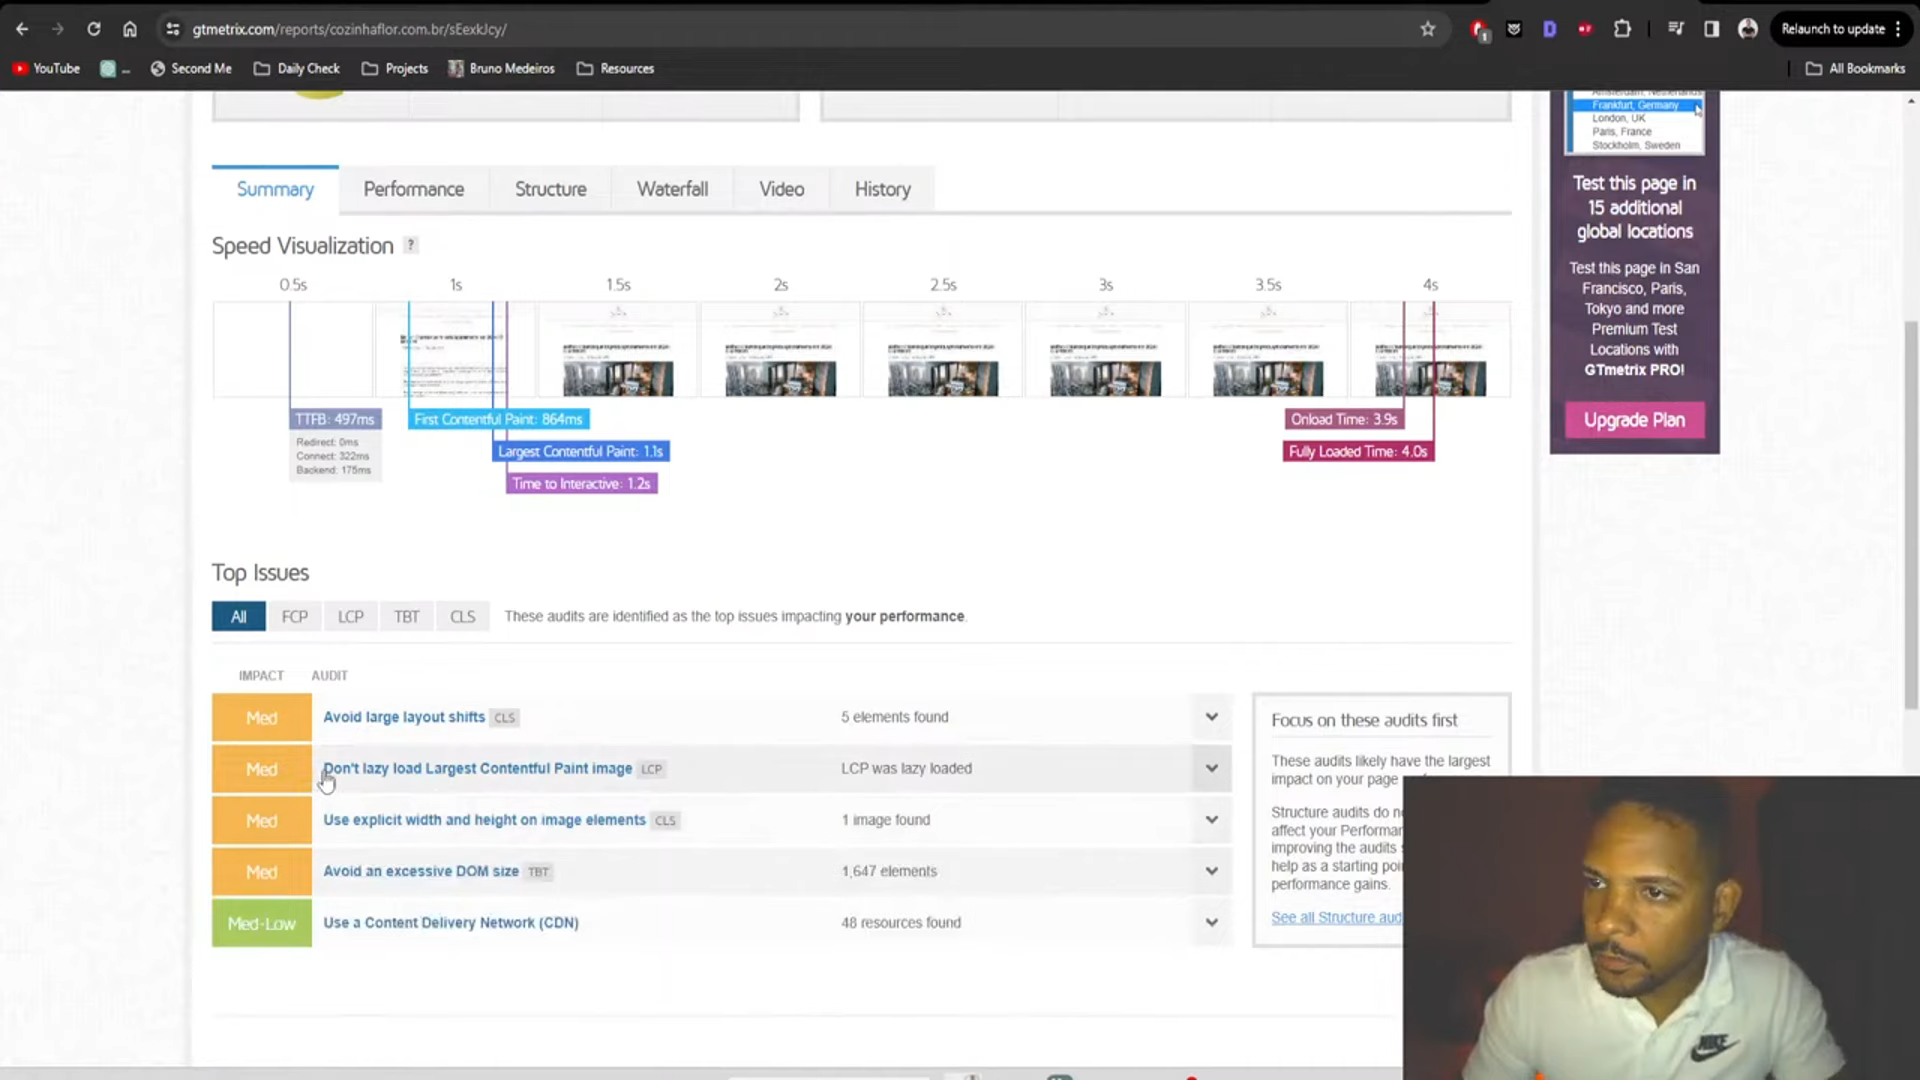 gtmetrix.com/reports/cozinhaflor.com.br/sEexkJcy/
Relaunch to update
YouTube
...
Second Me
Daily Check
Projects
Bruno Medeiros
Resources
All Bookmarks
Amsterdam, Netherlands
Frankfurt, Germany
London, UK
Paris, France
Stockholm, Sweden
Test this page in
15 additional
global locations
Test this page in San
Francisco, Paris,
Tokyo and more
Premium Test
Locations with
GTmetrix PRO!
Upgrade Plan
Summary
Performance
Structure
Waterfall
Video
History
Speed Visualization ?
0.5s
1s
1.5s
2s
2.5s
3s
3.5s
4s
TTFB: 497ms
Redirect: 0ms
Connect: 322ms
Backend: 175ms
First Contentful Paint: 864ms
Largest Contentful Paint: 1.1s
Time to Interactive: 1.2s
Onload Time: 3.9s
Fully Loaded Time: 4.0s
Top Issues
All
FCP
LCP
TBT
CLS
These audits are identified as the top issues impacting your performance.
IMPACT
AUDIT
Med
Avoid large layout shifts CLS
5 elements found
Med
Don't lazy load Largest Contentful Paint image LCP
LCP was lazy loaded
Med
Use explicit width and height on image elements CLS
1 image found
Med
Avoid an excessive DOM size TBT
1,647 elements
Med-Low
Use a Content Delivery Network (CDN)
48 resources found
Focus on these audits first
These audits likely have the largest
impact on your page
Structure audits do
affect your
improving the audits
help as a starting
performance gains.
See all Structure
NIKE